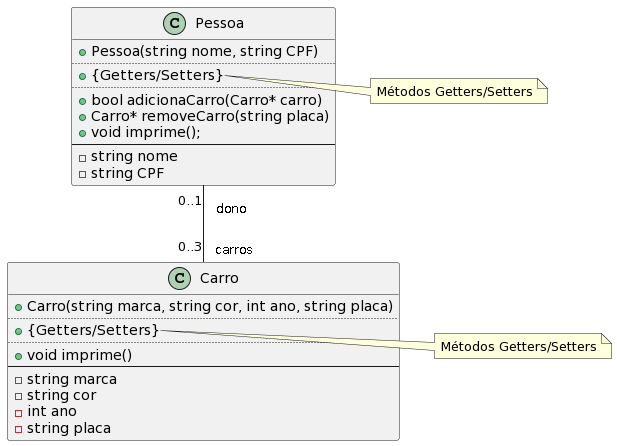 C Pessoa
Pessoa(string nome, string CPF)
{Getters/Setters}
Métodos Getters/Setters
bool adicionaCarro(Carro* carro)
Carro* removeCarro(string placa)
void imprime();
string nome
string CPF
0..1
dono
0..3
carros
C Carro
Carro(string marca, string cor, int ano, string placa)
{Getters/Setters}
Métodos Getters/Setters
void imprime()
string marca
string cor
int ano
string placa